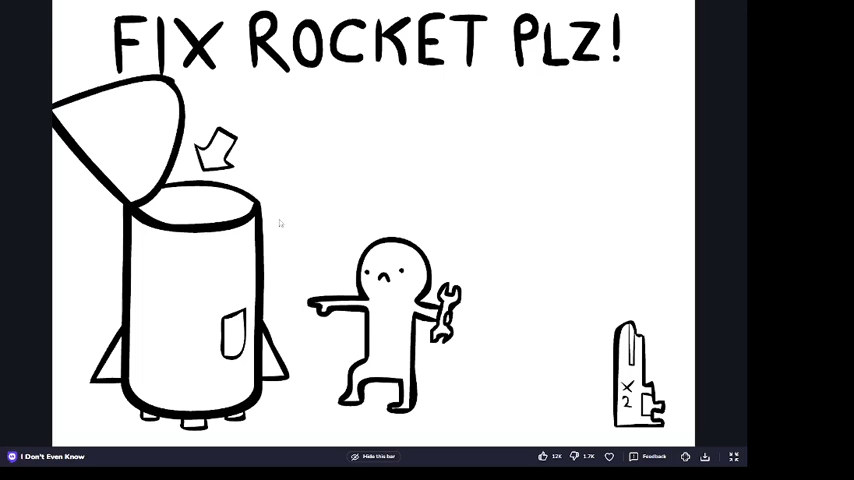 FIX ROCKET PLZ!
X
2
I Don't Even Know
Hide this bar
12K
1.7K
Feedback